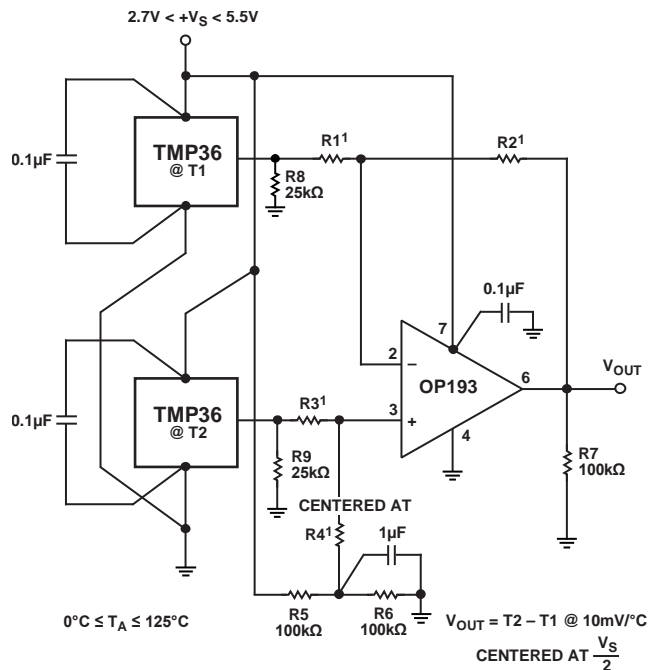 2.7V < +VS < 5.5V
0.1µF
TMP36
@ T1
R1¹
R2¹
R8
25kΩ
0.1µF
7
2
–
OP193
6
VOUT
3
+
4
0.1µF
TMP36
@ T2
R3¹
R9
25kΩ
R7
100kΩ
CENTERED AT
R4¹
1µF
R5
100kΩ
R6
100kΩ
0°C ≤ TA ≤ 125°C
VOUT = T2 – T1 @ 10mV/°C
CENTERED AT VS
2